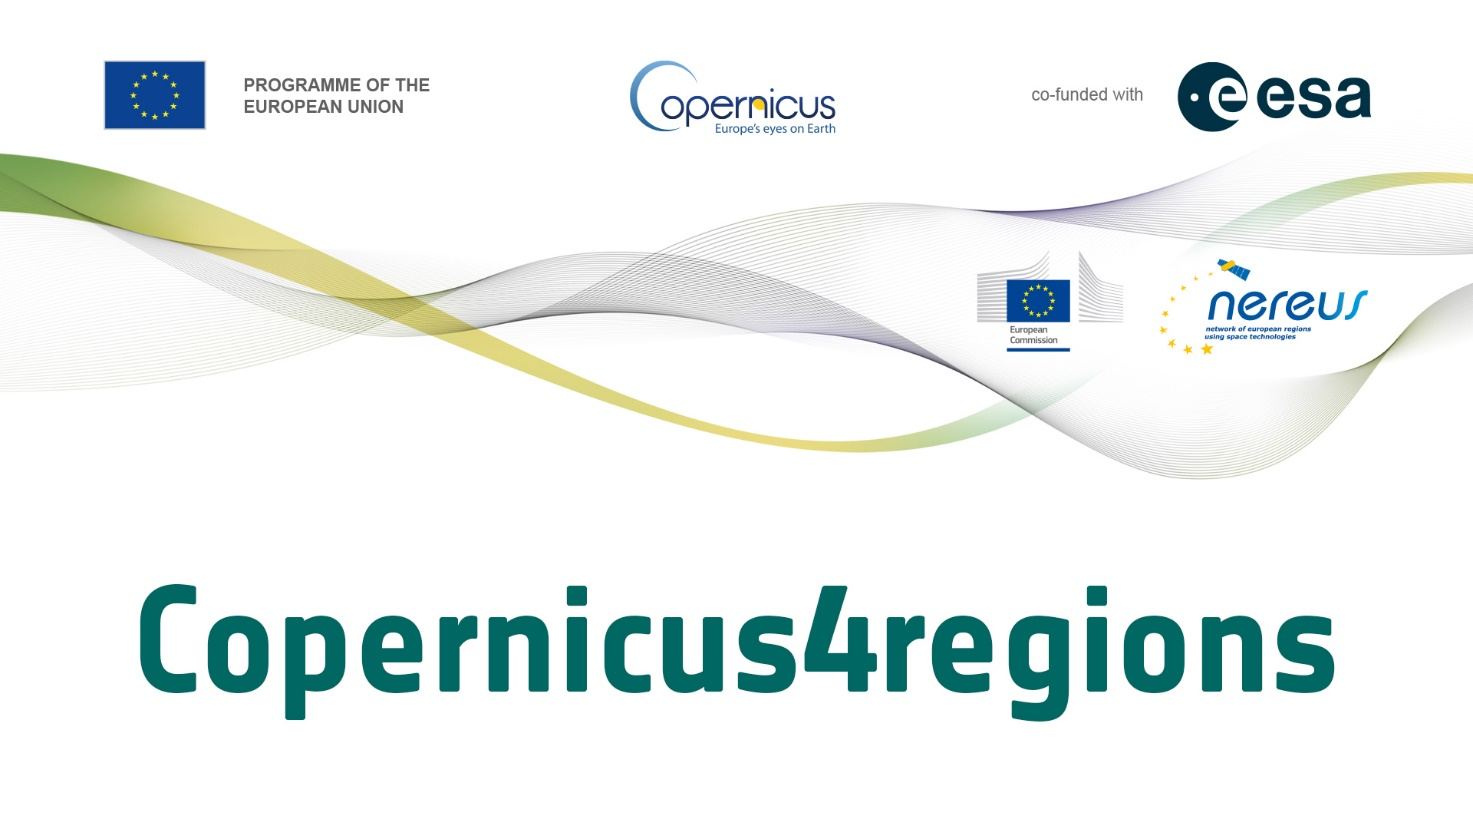 PROGRAMME OF THE
EUROPEAN UNION
Copernicus
Europe's eyes on Earth
co-funded with
esa
European
Commission
nereus
network of european regions
using space technologies
Copernicus4regions